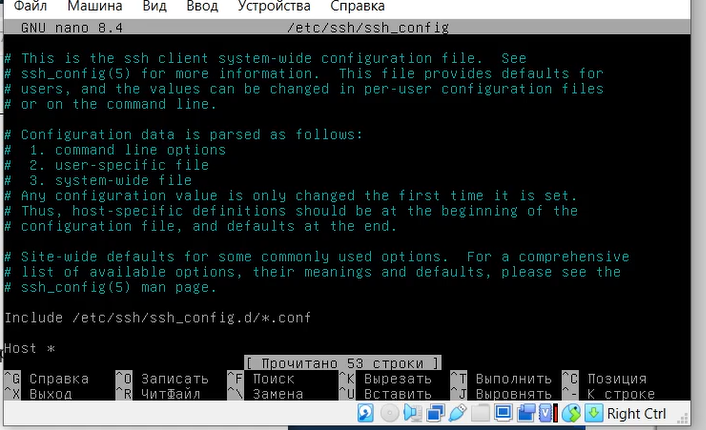 Файл Машина Вид Ввод Устройства Справка
GNU nano 8.4 /etc/ssh/ssh_config
# This is the ssh client system-wide configuration file.  See
# ssh_config(5) for more information.  This file provides defaults for
# users, and the values can be changed in per-user configuration files
# or on the command line.
# Configuration data is parsed as follows:
#  1. command line options
#  2. user-specific file
#  3. system-wide file
# Any configuration value is only changed the first time it is set.
# Thus, host-specific definitions should be at the beginning of the
# configuration file, and defaults at the end.
# Site-wide defaults for some commonly used options.  For a comprehensive
# list of available options, their meanings and defaults, please see the
# ssh_config(5) man page.
Include /etc/ssh/ssh_config.d/*.conf
Host *
[ Прочитано 53 строки ]
^G Справка ^O Записать ^F Поиск ^K Вырезать ^T Выполнить ^C Позиция
^X Выход ^R ЧитФайл ^\ Замена ^U Вставить ^J Выровнять ^- К строке
Right Ctrl